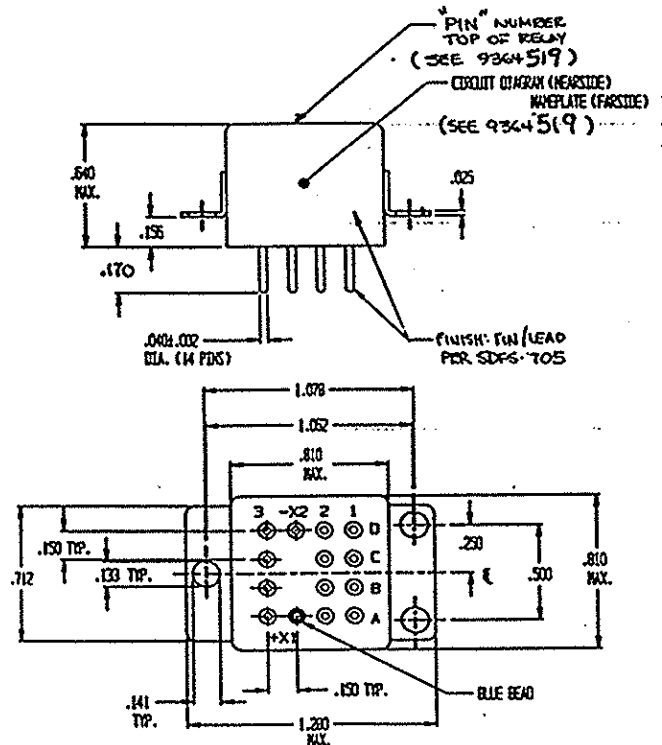 "PIN" NUMBER
TOP OF RELAY
(SEE 9364519)
CIRCUIT DIAGRAM (NEARSIDE)
NAMEPLATE (FARSIDE)
(SEE 9364519)
.640
MAX.
.025
.156
.170
.040±.002
DIA. (14 PINS)
FINISH: TIN/LEAD
PER SDFS-705
1.078
1.062
.810
MAX.
3 -X2 2 1
D
.150 TYP.
C
.250
.712
.133 TYP.
.500
.810
MAX.
B
A
+X1
.150 TYP.
BLUE BEAD
.141
TYP.
1.280
MAX.